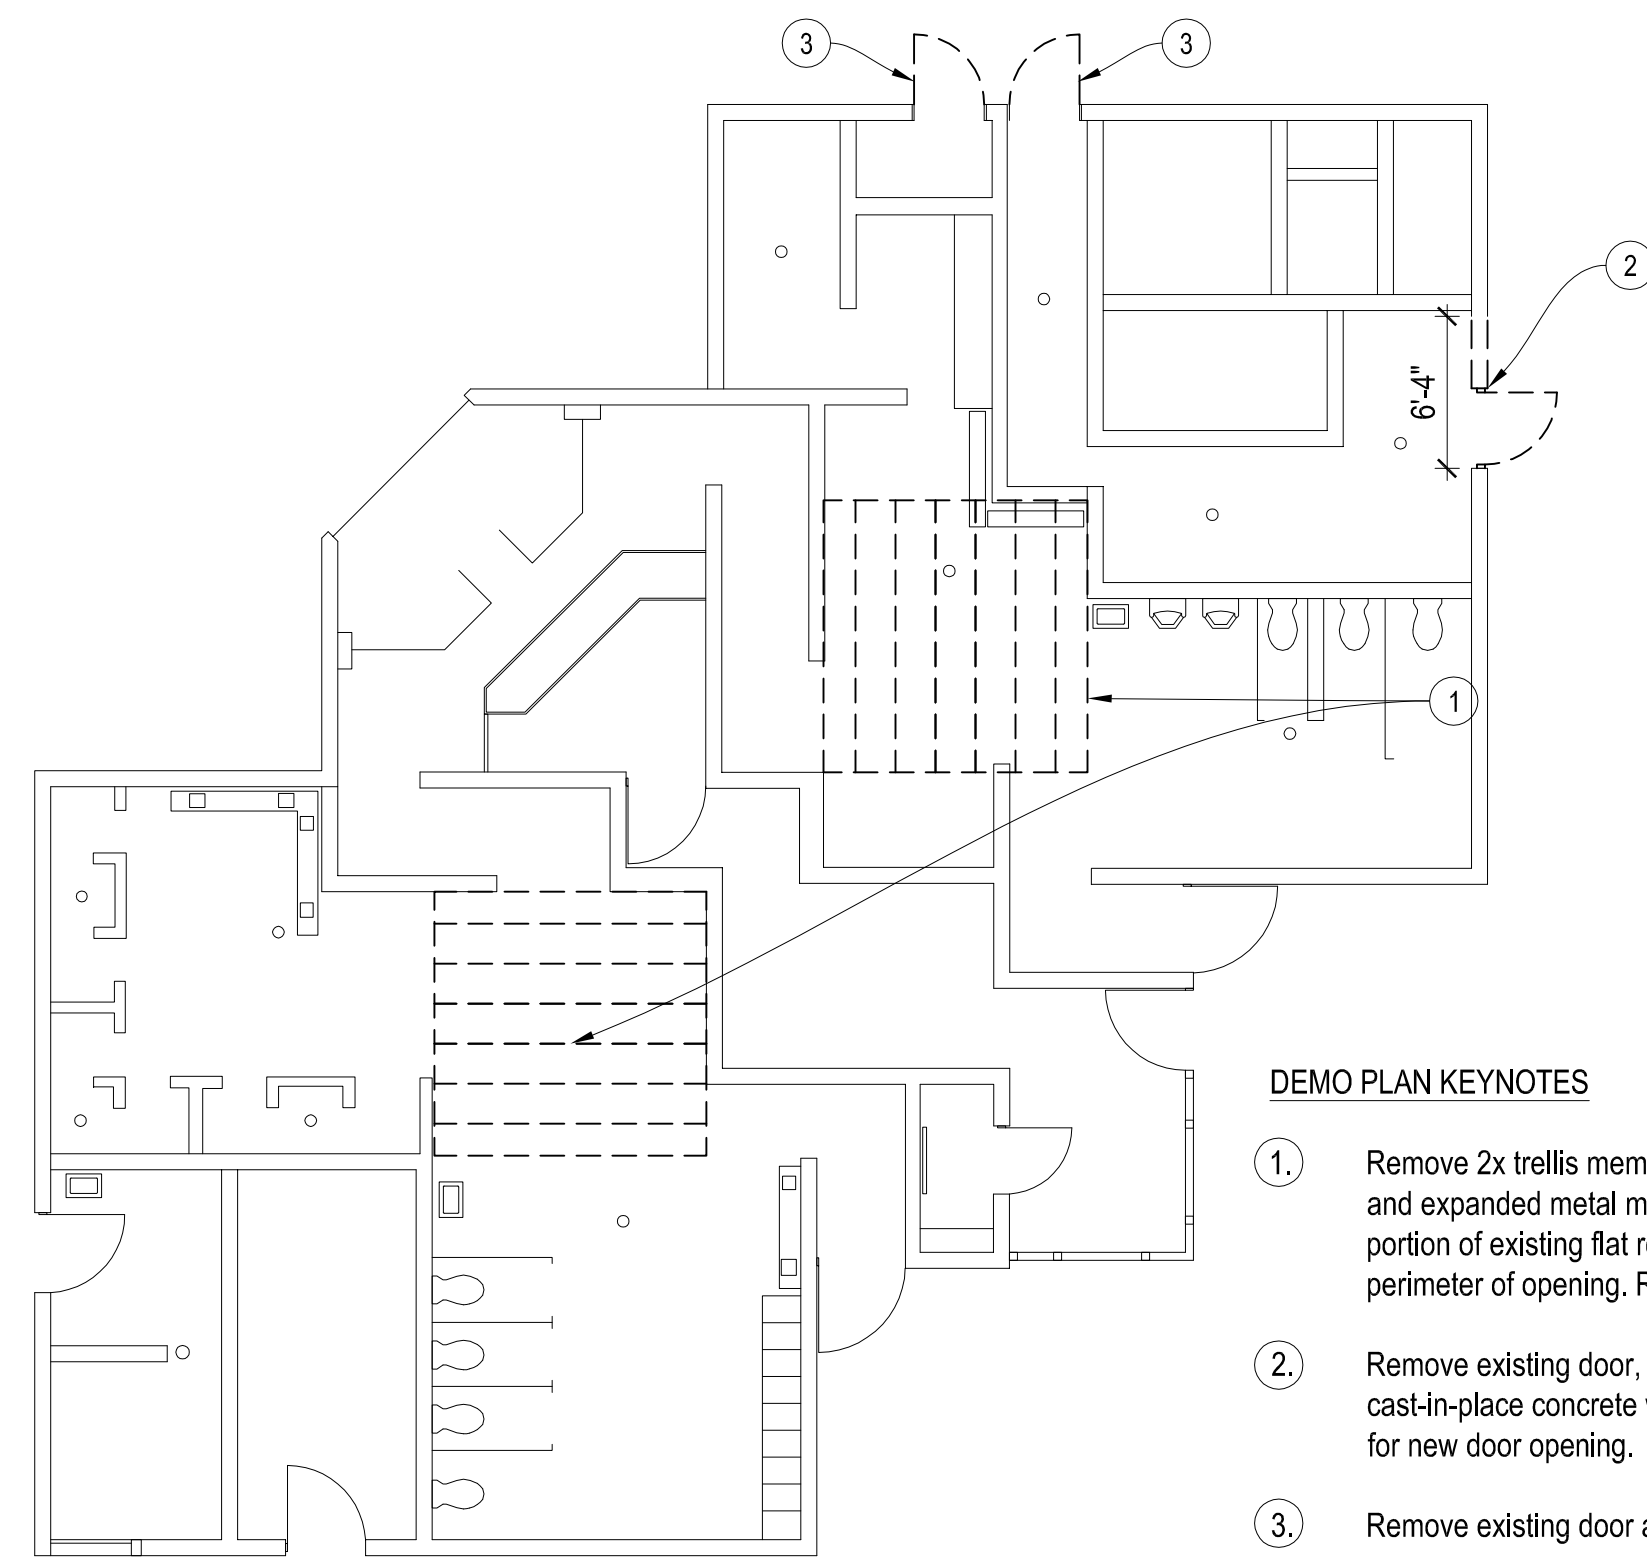 3
3
2
6'-4"
1
DEMO PLAN KEYNOTES
1. Remove 2x trellis
and expanded metal
portion of existing flat
perimeter of opening.
2. Remove existing door,
cast-in-place concrete
for new door opening.
3. Remove existing door